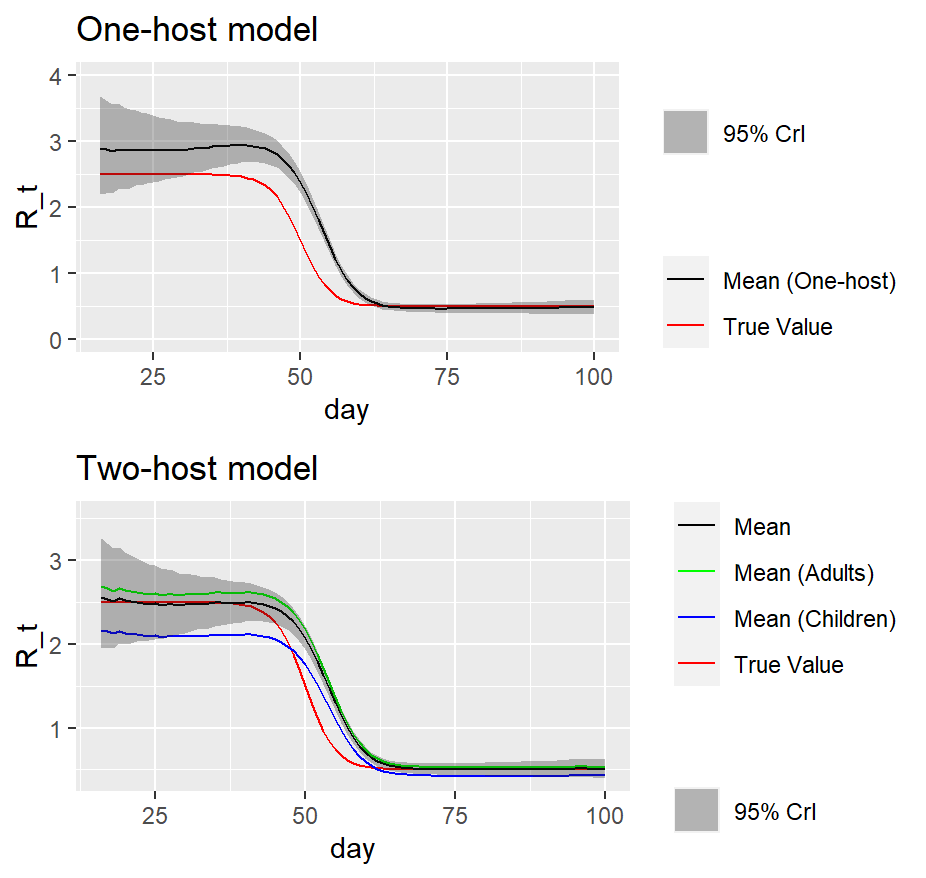 One-host model
4
3
2
1
0
R_t
25
50
75
100
day
95% CrI
Mean (One-host)
True Value
Two-host model
3
2
1
R_t
25
50
75
100
day
Mean
Mean (Adults)
Mean (Children)
True Value
95% CrI